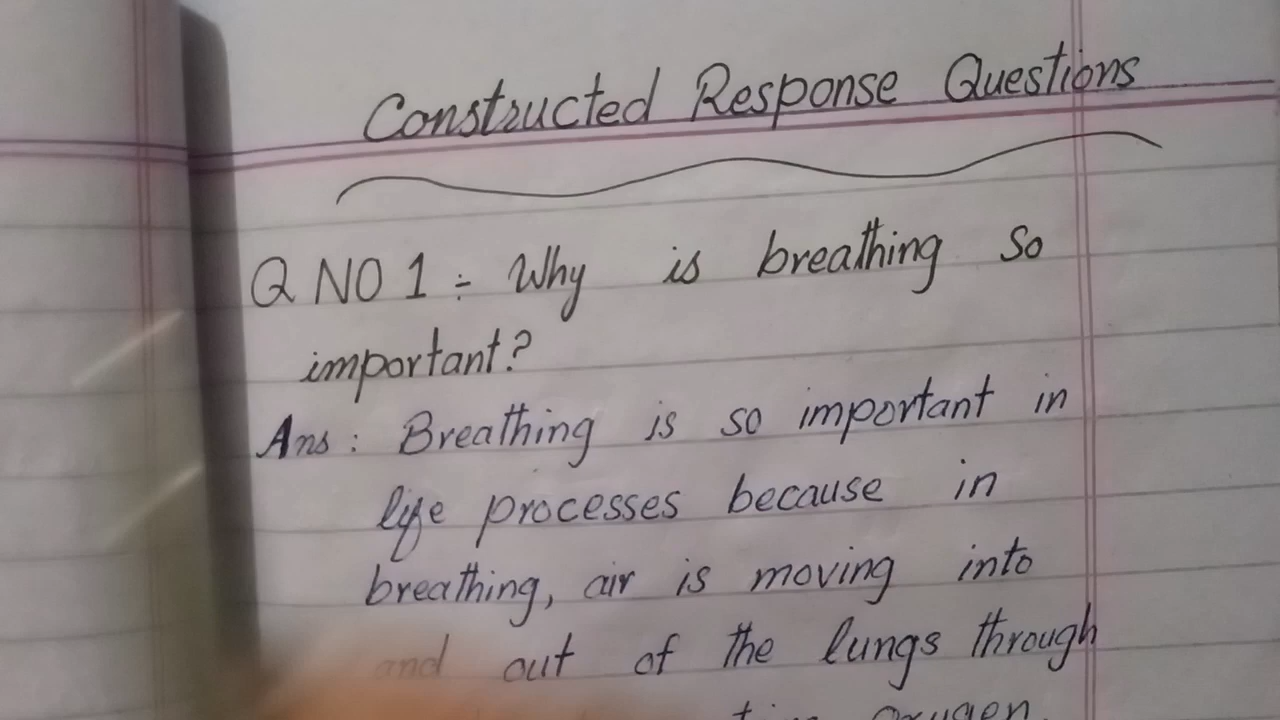 Constructed Response Questions
Q NO 1 ÷ Why is breathing so
important?
Ans : Breathing is so important in
life processes because in
breathing, air is moving into
and out of the lungs through
oxygen